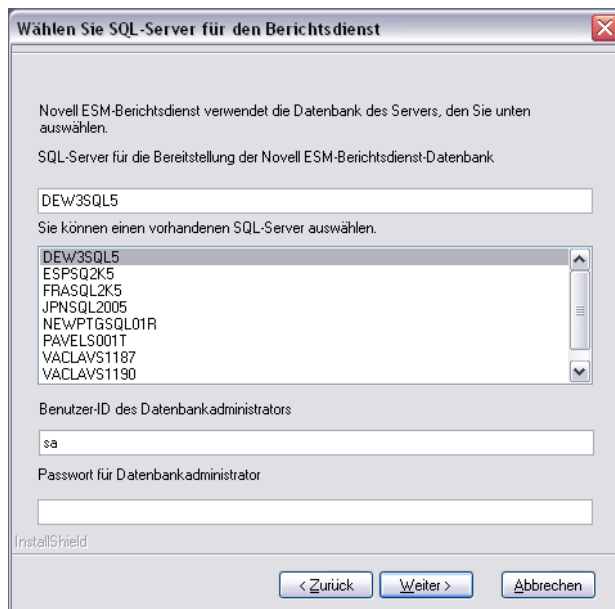 Wählen Sie SQL-Server für den Berichtsdienst
Novell ESM-Berichtsdienst verwendet die Datenbank des Servers, den Sie unten
auswählen.
SQL-Server für die Bereitstellung der Novell ESM-Berichtsdienst-Datenbank
DEW3SQL5
Sie können einen vorhandenen SQL-Server auswählen.
DEW3SQL5
ESPSQ2K5
FRASQL2K5
JPNSQL2005
NEWPTGSQL01R
PAVELS001T
VACLAVS1187
VACLAVS1190
Benutzer-ID des Datenbankadministrators
sa
Passwort für Datenbankadministrator
InstallShield
< Zurück Weiter > Abbrechen